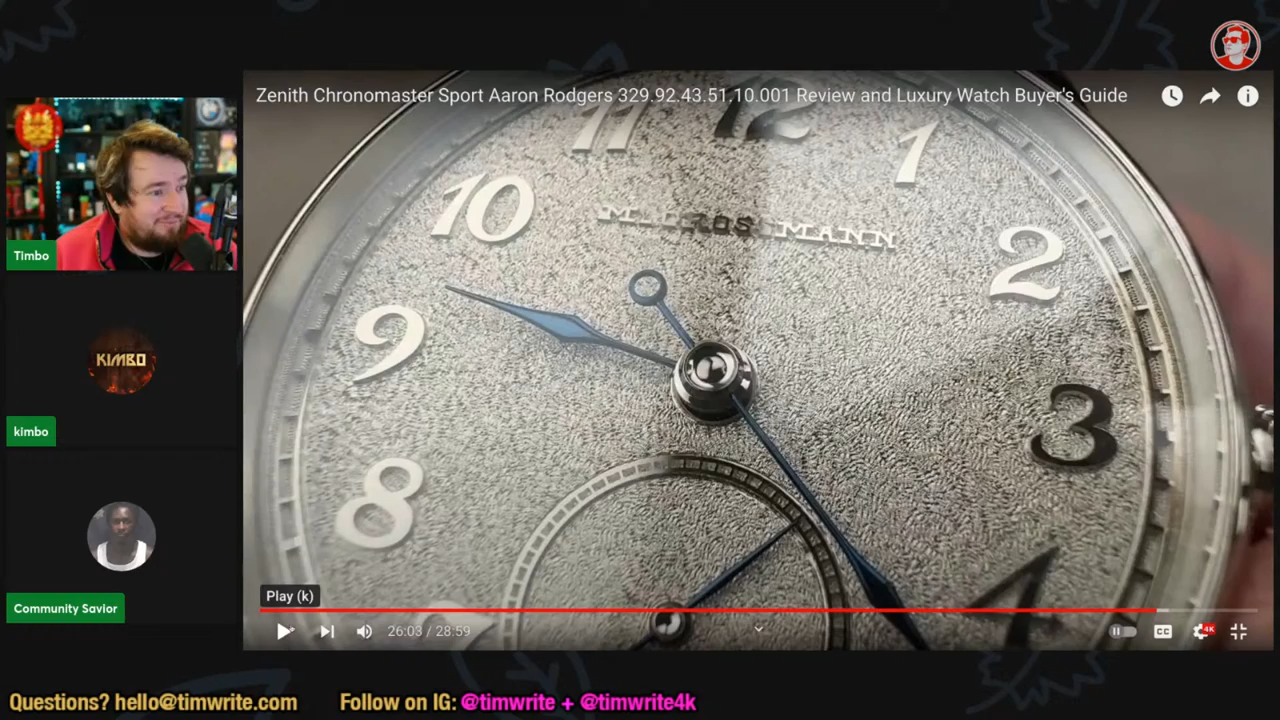 Zenith Chronomaster Sport Aaron Rodgers 329.92.43.51.10.001 Review and Luxury Watch Buyer's Guide
11 12 1
10 2
9 3
8 4
Timbo
KIMBO
kimbo
Community Savior
Play (k)
26:03 / 28:59
CC
4K
Questions? hello@timwrite.com
Follow on IG: @timwrite + @timwrite4k